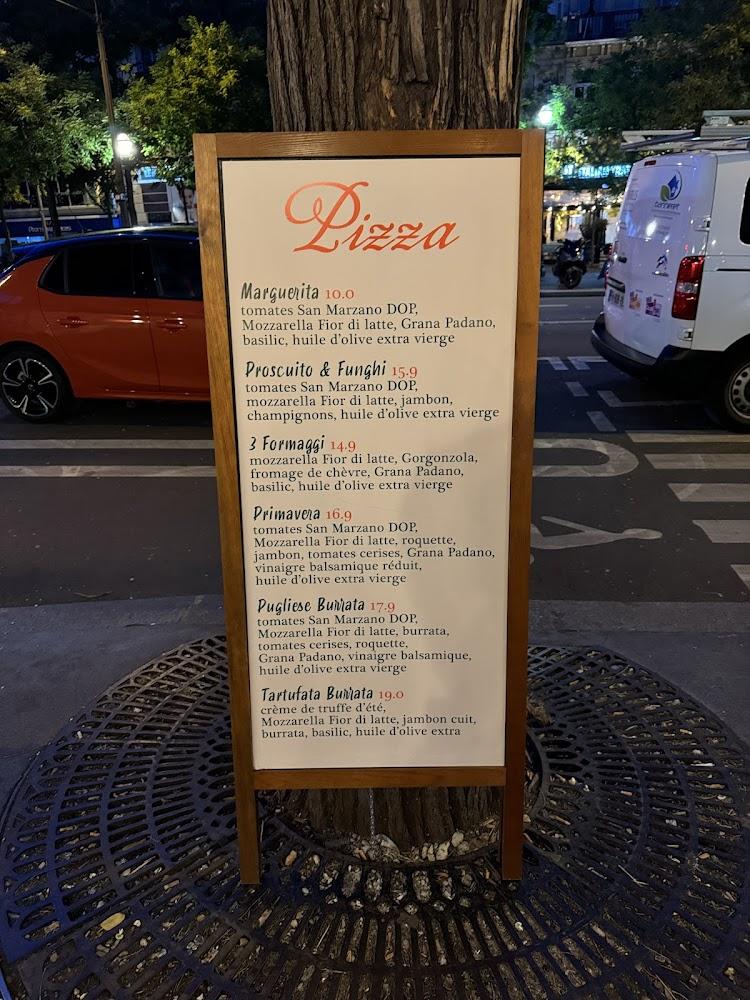 Pizza
Marguerita 10.0
tomates San Marzano DOP,
Mozzarella Fior di latte, Grana Padano,
basilic, huile d'olive extra vierge
Proscuito & Funghi 15.9
tomates San Marzano DOP,
mozzarella Fior di latte, jambon,
champignons, huile d'olive extra vierge
3 Formaggi 14.9
mozzarella Fior di latte, Gorgonzola,
fromage de chèvre, Grana Padano,
basilic, huile d'olive extra vierge
Primavera 16.9
tomates San Marzano DOP,
Mozzarella Fior di latte, roquette,
jambon, tomates cerises, Grana Padano,
vinaigre balsamique réduit,
huile d'olive extra vierge
Pugliese Burrata 17.9
tomates San Marzano DOP,
Mozzarella Fior di latte, burrata,
tomates cerises, roquette,
Grana Padano, vinaigre balsamique,
huile d'olive extra vierge
Tartufata Burrata 19.0
crème de truffe d'été,
Mozzarella Fior di latte, jambon cuit,
burrata, basilic, huile d'olive extra